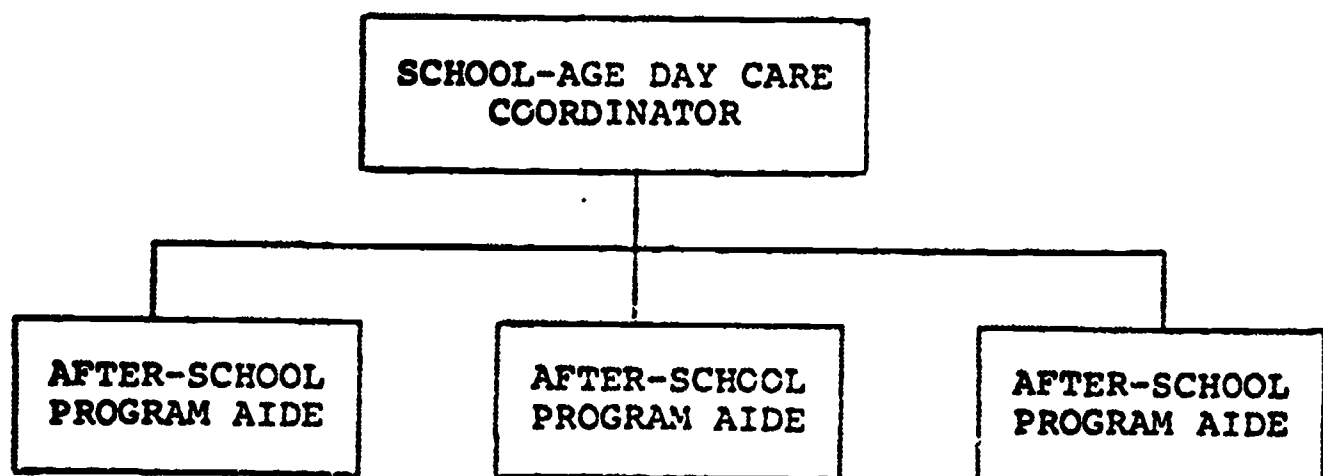 SCHOOL-AGE DAY CARE
COORDINATOR
AFTER-SCHOOL
PROGRAM AIDE
AFTER-SCHOOL
PROGRAM AIDE
AFTER-SCHOOL
PROGRAM AIDE